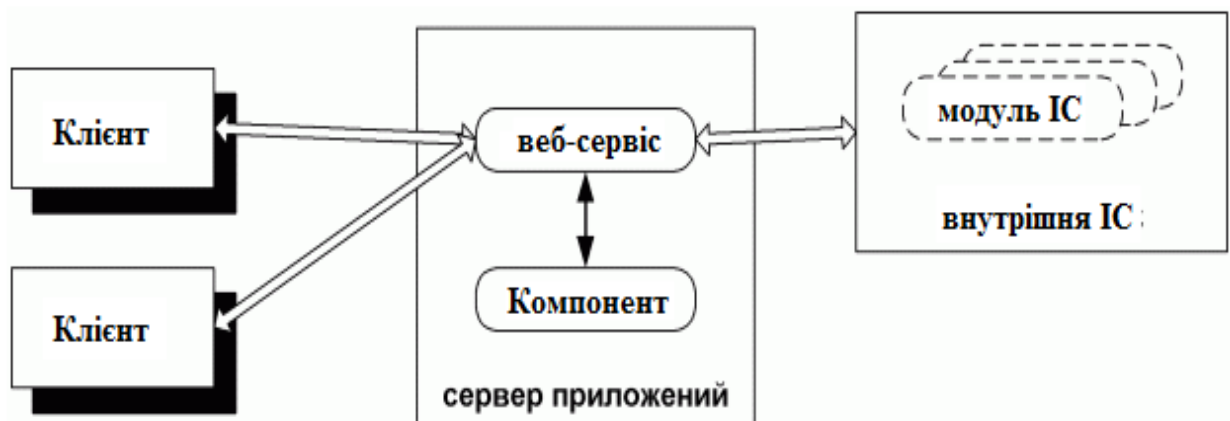 Клієнт
Клієнт
веб-сервіс
Компонент
сервер приложений
модуль ІС
внутрішня ІС